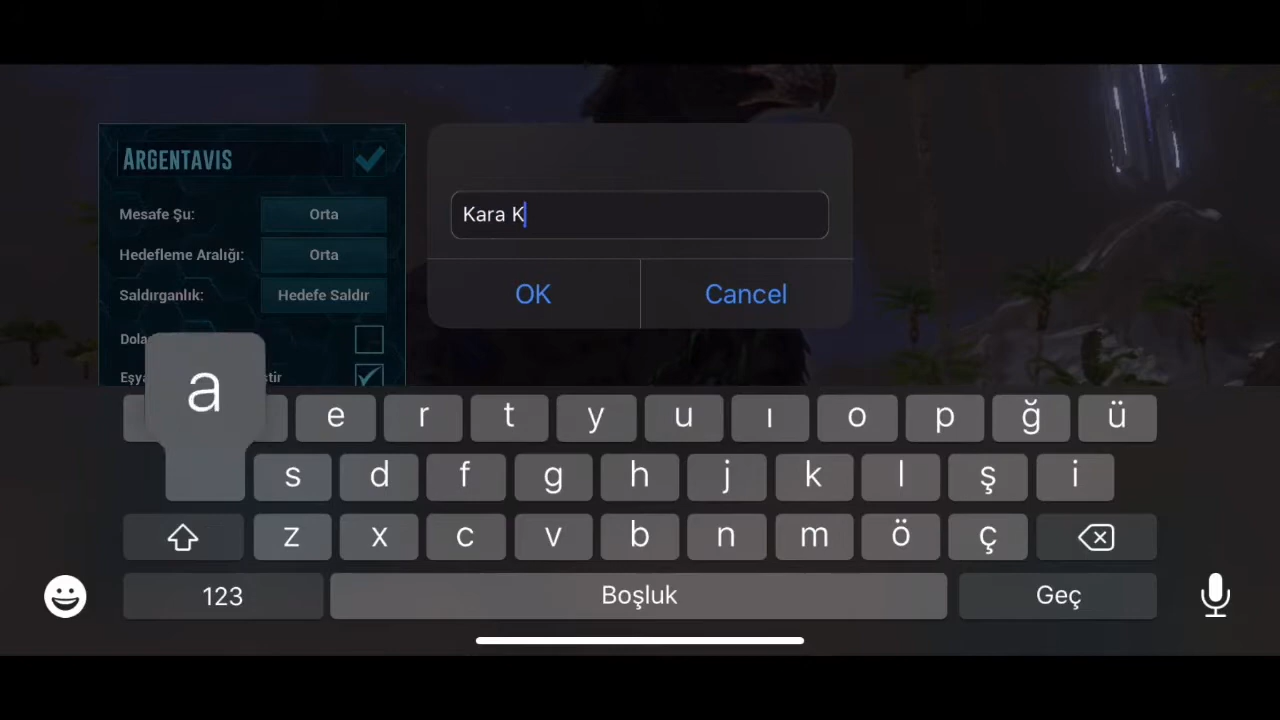 ARGENTAVIS
Kara K
Mesafe Şu: Orta
Hedefleme Aralığı: Orta
Saldırganlık: Hedefe Saldır
OK Cancel
a
e r t y u ı o p ğ ü
s d f g h j k l ş i
z x c v b n m ö ç
123 Boşluk Geç